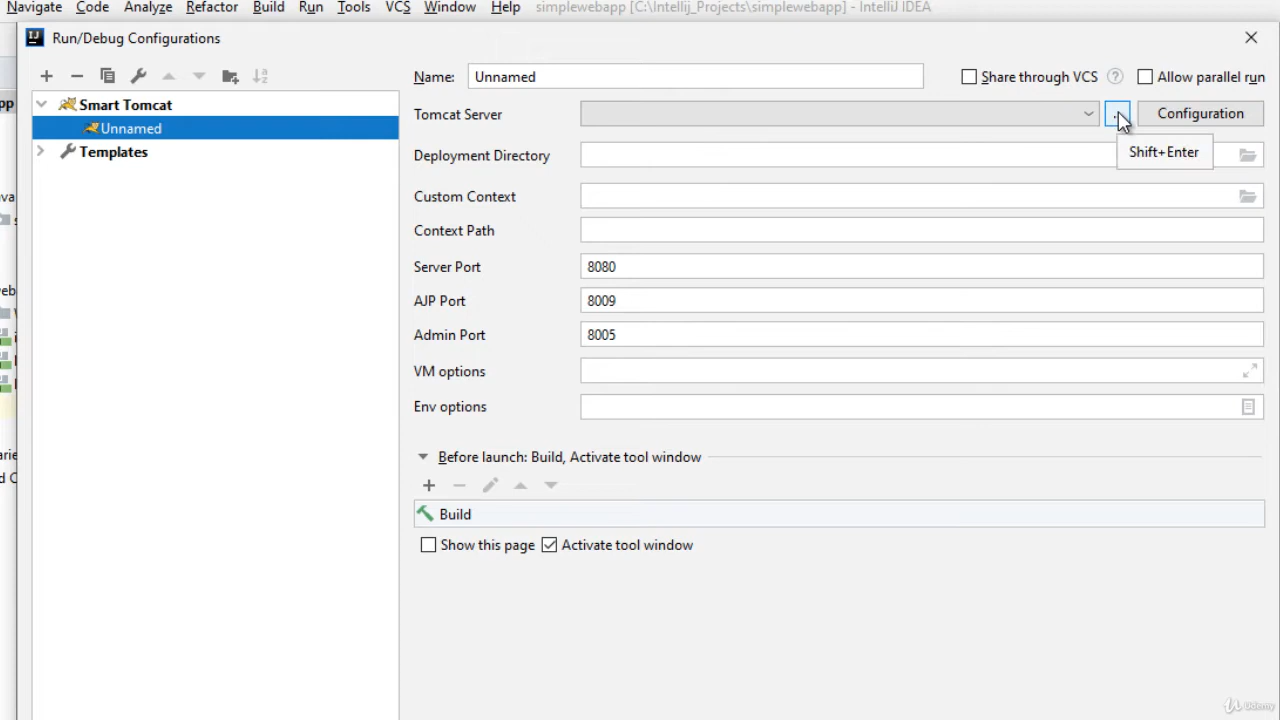 Navigate Code Analyze Refactor Build Run Tools VCS Window Help simplewebapp [C:\Intellij_Projects\simplewebapp] - IntelliJ IDEA
IJ Run/Debug Configurations
Name: Unnamed Share through VCS ? Allow parallel run
pp Smart Tomcat
Tomcat Server Configuration
Unnamed
Shift+Enter
Templates
Deployment Directory
Custom Context
Context Path
Server Port 8080
AJP Port 8009
Admin Port 8005
VM options
Env options
Before launch: Build, Activate tool window
Build
Show this page Activate tool window
Udemy